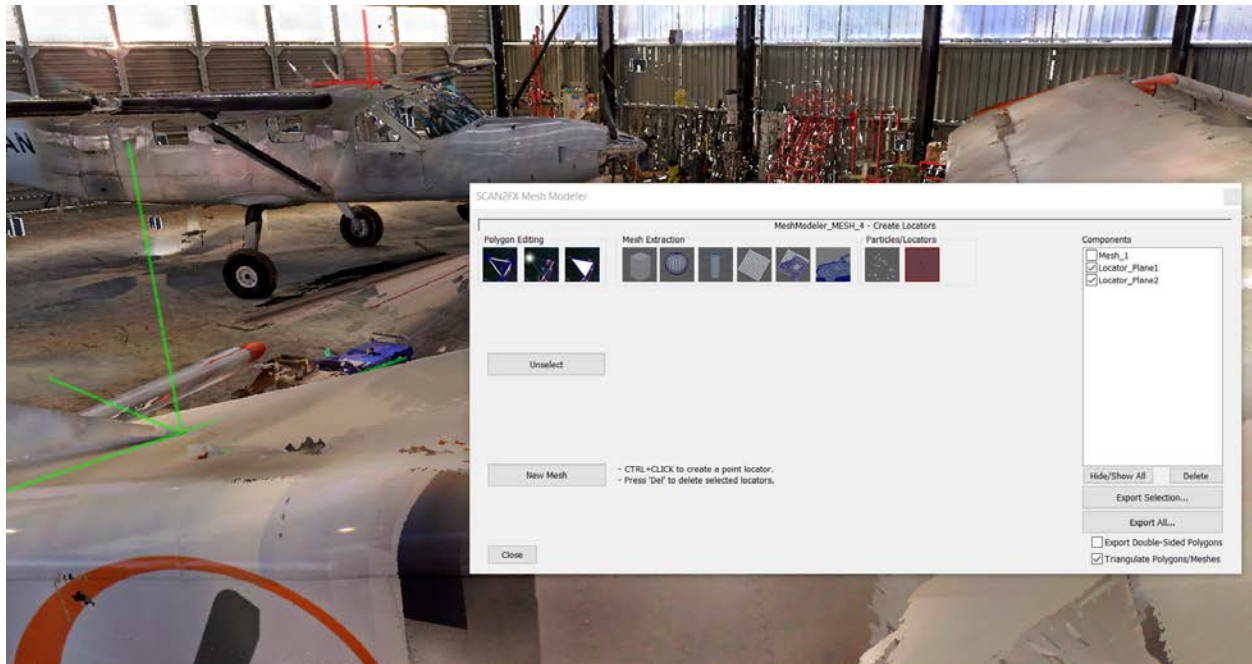 AN
SCAN2FX Mesh Modeler
MeshModeler_MESH_4 - Create Locators
Polygon Editing
Mesh Extraction
Particles/Locators
Components
Mesh_1
Locator_Plane1
Locator_Plane2
Unselect
New Mesh
- CTRL+CLICK to create a point locator.
- Press 'Del' to delete selected locators.
Hide/Show All
Delete
Export Selection...
Export All...
Export Double-Sided Polygons
Triangulate Polygons/Meshes
Close